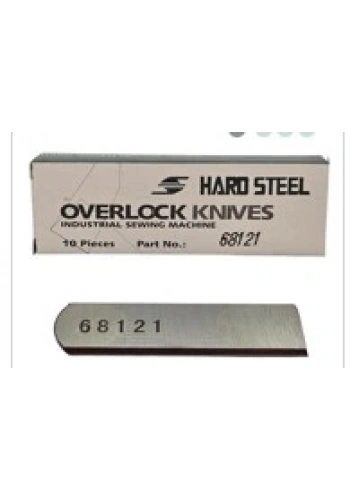 HARD STEEL
OVERLOCK KNIVES
INDUSTRIAL SEWING MACHINE
10 Pieces Part No.: 68121
68121